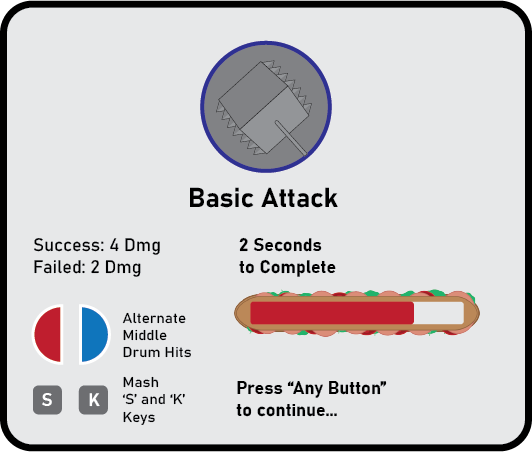 Basic Attack
Success: 4 Dmg
Failed: 2 Dmg
2 Seconds
to Complete
Alternate
Middle
Drum Hits
S
K
Mash
‘S’ and ‘K’
Keys
Press “Any Button”
to continue...